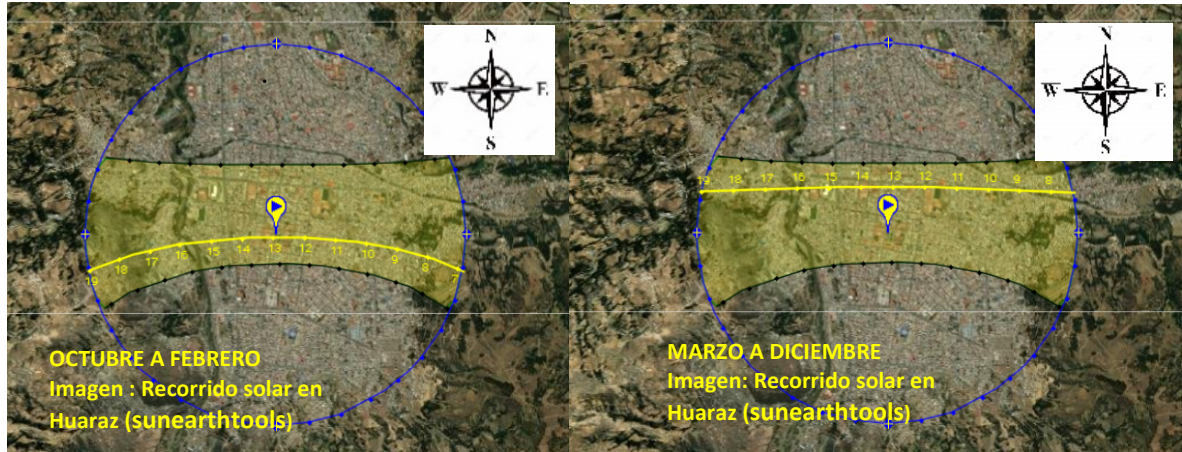 N
W E
S
19 18 17 16 15 14 13 12 11 10 9 8 7
OCTUBRE A FEBRERO
Imagen : Recorrido solar en
Huaraz (sunearthtools)
N
W E
S
19 18 17 16 15 14 13 12 11 10 9 8
MARZO A DICIEMBRE
Imagen: Recorrido solar en
Huaraz (sunearthtools)